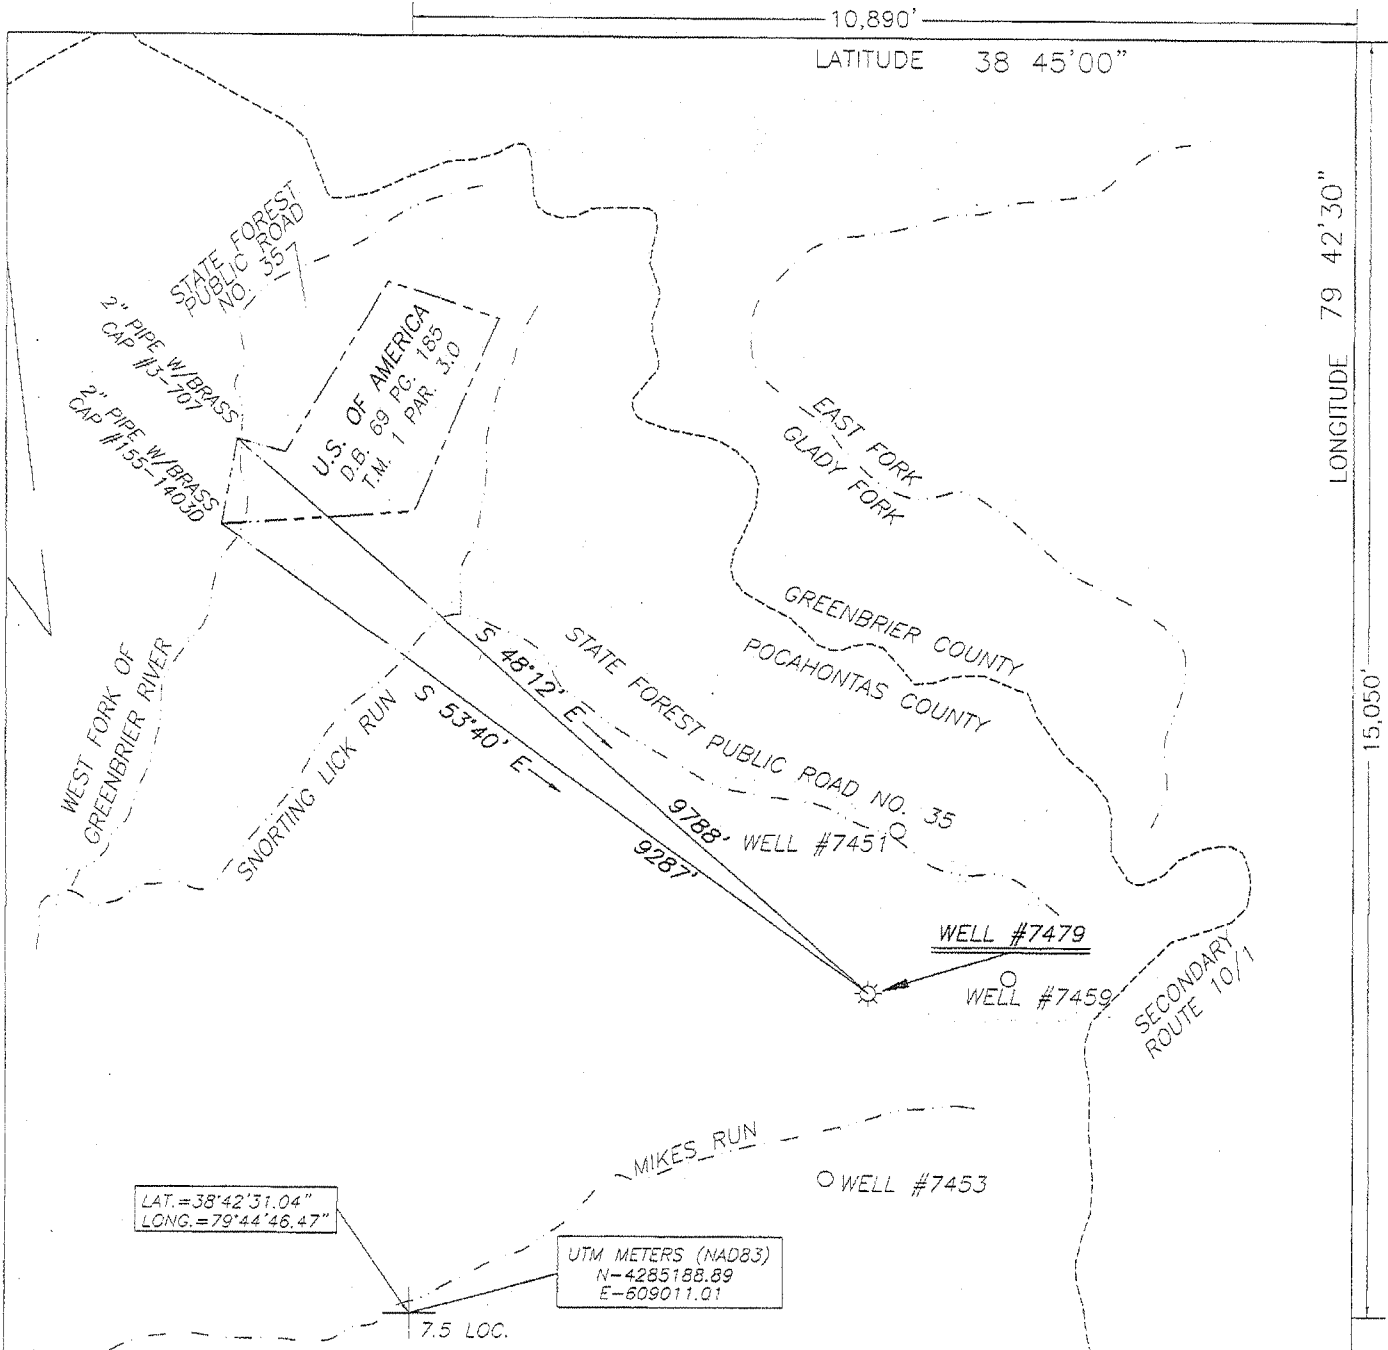 10,890'
LATITUDE 38 45'00"
LONGITUDE 79 42'30"
15,050'
STATE FOREST
PUBLIC ROAD
NO. 35
2" PIPE W/BRASS
CAP #3-707
2" PIPE W/BRASS
CAP #155-1403D
U.S. OF AMERICA
D.B. 69 PG. 185
T.M. 1 PAR. 3.0
EAST FORK
GLADY FORK
GREENBRIER COUNTY
POCAHONTAS COUNTY
STATE FOREST PUBLIC ROAD NO. 35
S 48°12' E
S 53°40' E
WEST FORK OF
GREENBRIER RIVER
SNORTING LICK RUN
9788'
9287'
WELL #7451
WELL #7479
WELL #7459
SECONDARY
ROUTE 10/1
MIKES RUN
WELL #7453
LAT.=38°42'31.04"
LONG.=79°44'46.47"
UTM METERS (NAD83)
N-4285188.89
E-609011.01
7.5 LOC.